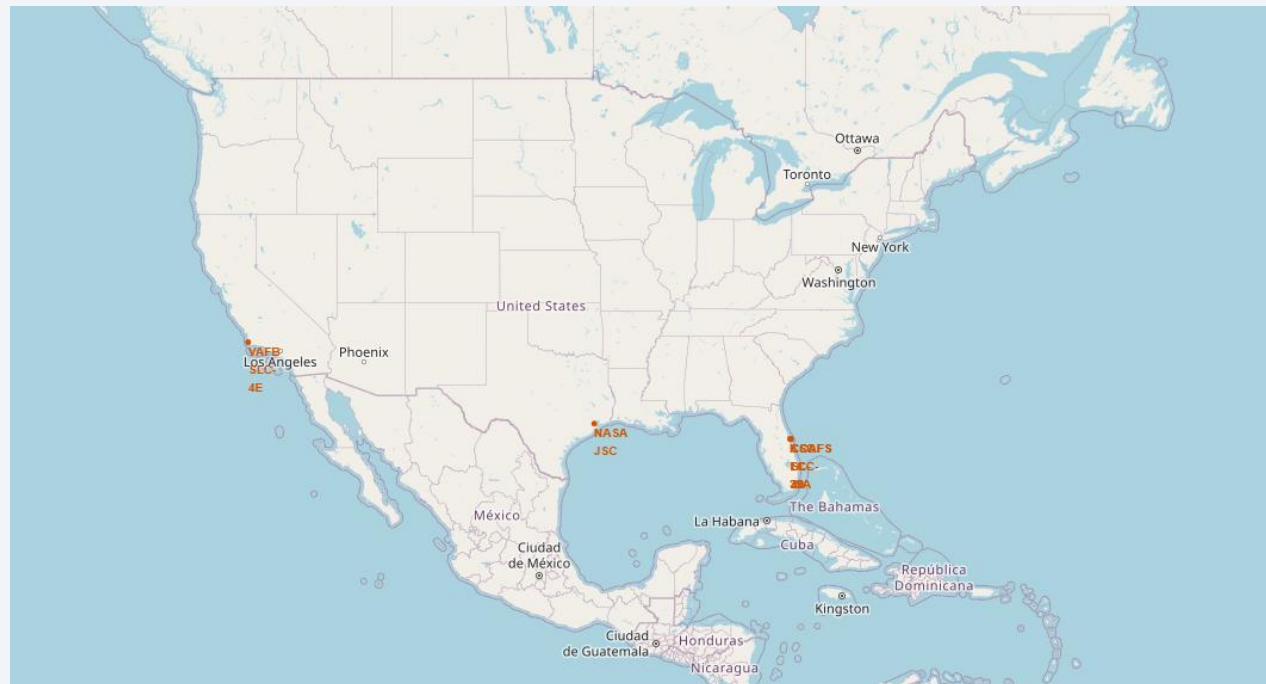 Ottawa
Toronto
New York
Washington
United States
VAFB
Los Angeles
SLC-
4E
Phoenix
NASA
JSC
México
La Habana
The Bahamas
Cuba
Ciudad
de México
República
Dominicana
Kingston
Ciudad
de Guatemala
Honduras
Nicaragua